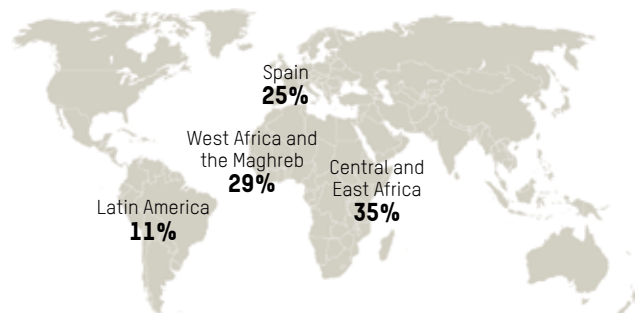 Spain
25%
West Africa and
the Maghreb
29%
Central and
East Africa
35%
Latin America
11%